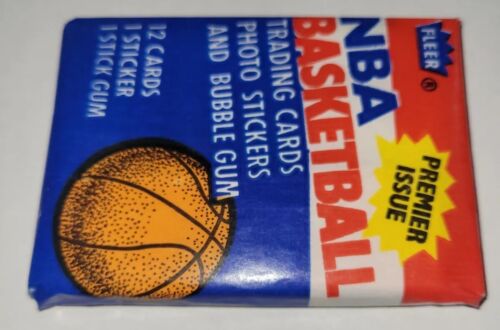 FLEER®
PREMIER
ISSUE
NBA
BASKETBALL
TRADING CARDS
PHOTO STICKERS
AND BUBBLE GUM
12 CARDS
1 STICKER
1 STICK GUM